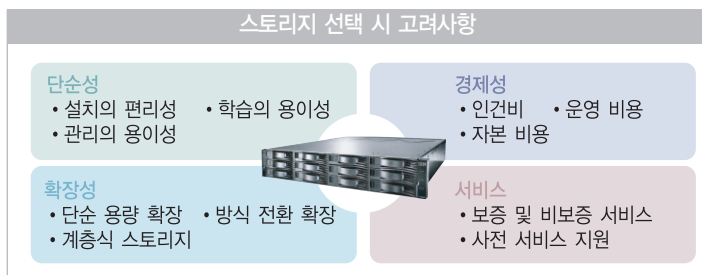 스토리지 선택 시 고려사항
단순성
• 설치의 편리성 • 학습의 용이성
• 관리의 용이성
경제성
• 인건비 • 운영 비용
• 자본 비용
확장성
• 단순 용량 확장 • 방식 전환 확장
• 계층식 스토리지
서비스
• 보증 및 비보증 서비스
• 사전 서비스 지원